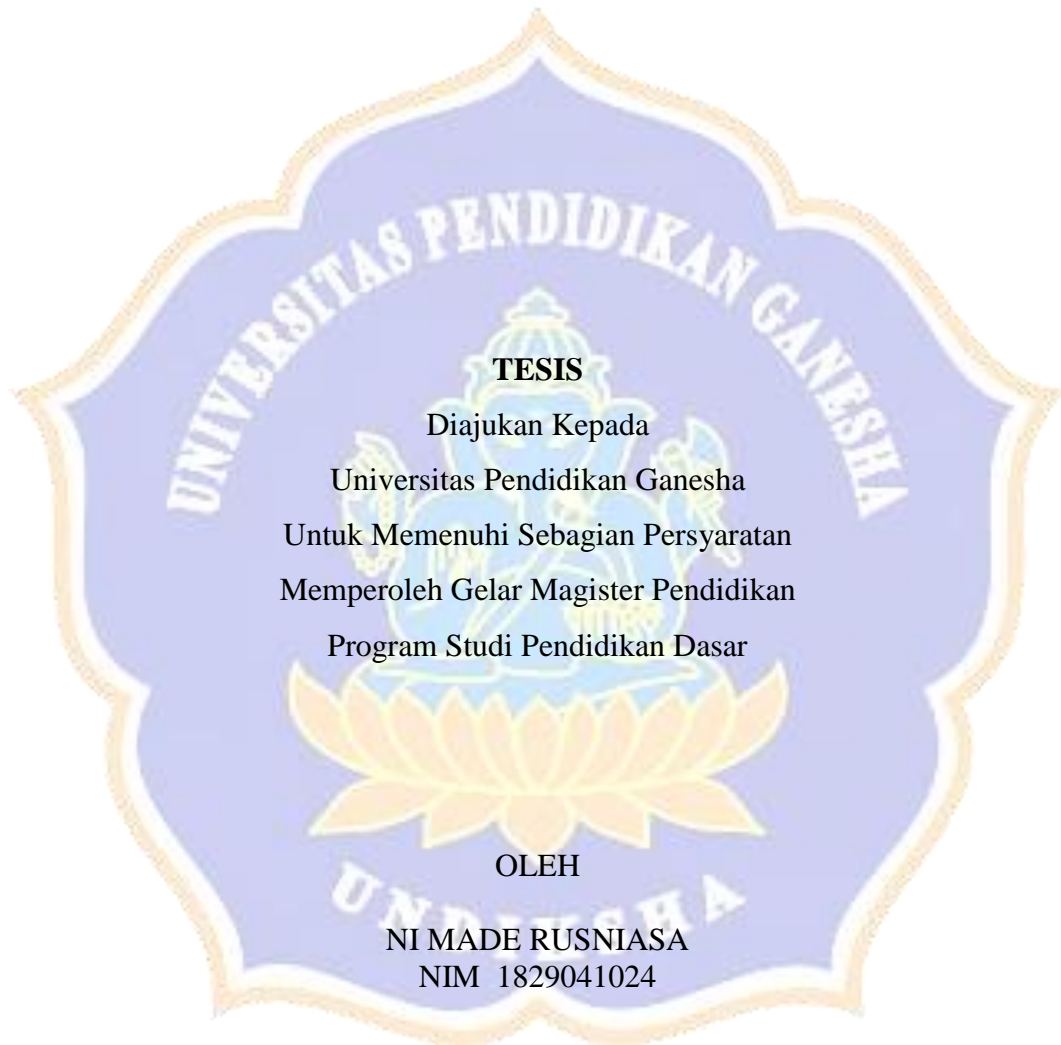 UNIVERSITAS PENDIDIKAN GANESHA
TESIS
Diajukan Kepada
Universitas Pendidikan Ganesha
Untuk Memenuhi Sebagian Persyaratan
Memperoleh Gelar Magister Pendidikan
Program Studi Pendidikan Dasar
OLEH
UNDIKSHA
NI MADE RUSNIASA
NIM 1829041024